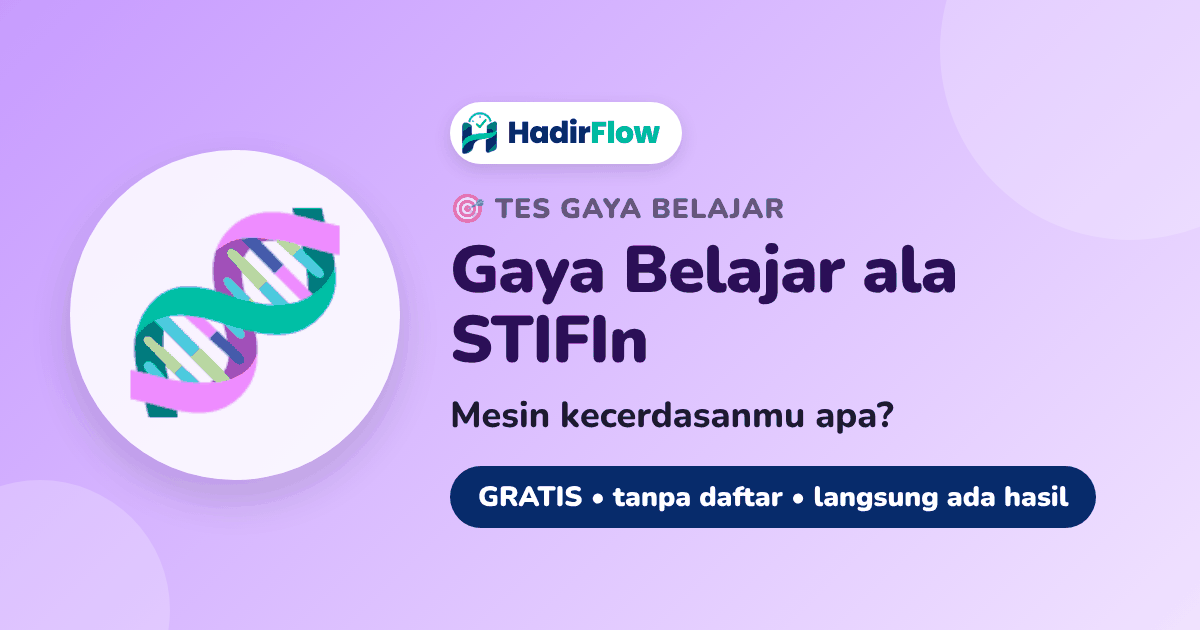 HadirFlow
🎯 TES GAYA BELAJAR
Gaya Belajar ala
STIFIn
Mesin kecerdasanmu apa?
GRATIS • tanpa daftar • langsung ada hasil